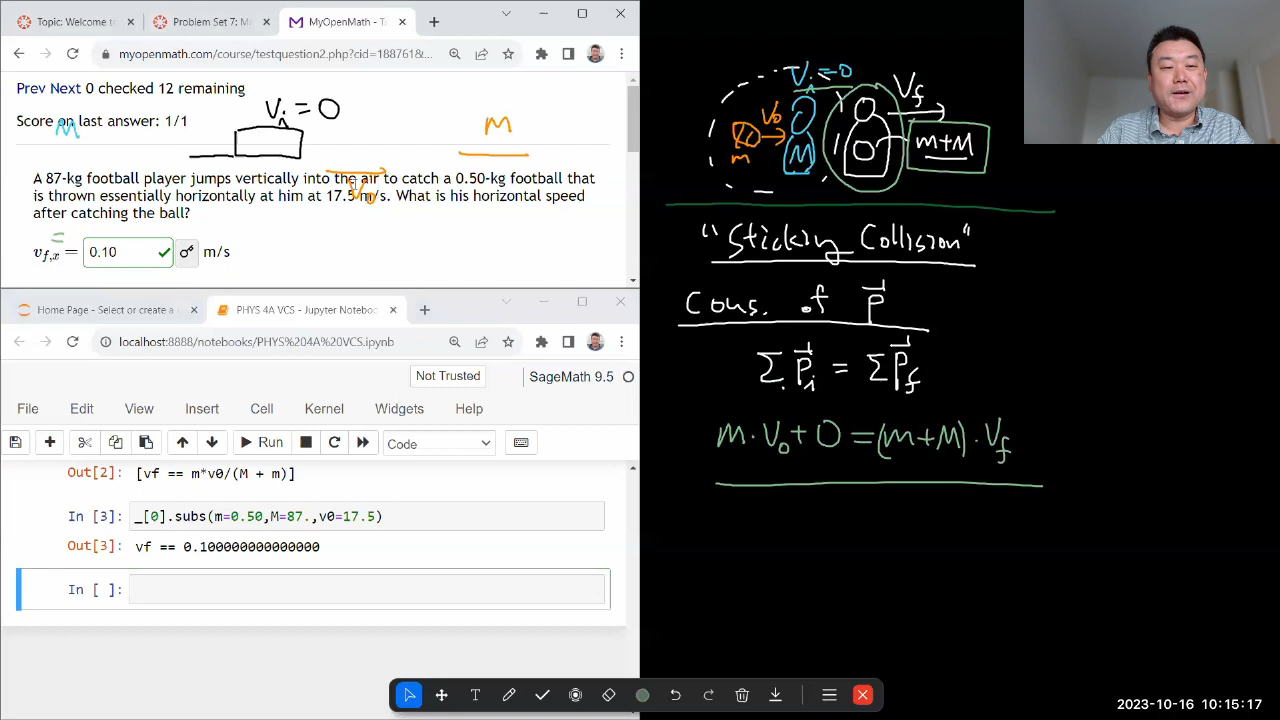 Topic: Welcome to
Problem Set 7: Ma
MyOpenMath - Te
myopenmath.com/course/testquestion2.php?cid=188761&...
Prev Next 0 checked 12 remaining
Score on last answer: 1/1
M
Vi = 0
m
V0
A 87-kg football player jumps vertically into the air to catch a 0.50-kg football that
is thrown essentially horizontally at him at 17.5 m/s. What is his horizontal speed
after catching the ball?
vf,x = 0.10 m/s
Home Page - Select or create
PHYS 4A VCS - Jupyter Noteboo
localhost:8888/notebooks/PHYS%204A%20VCS.ipynb
Not Trusted
SageMath 9.5
File Edit View Insert Cell Kernel Widgets Help
Run
Code
Out[2]: [vf == m*v0/(M + m)]
In [3]: _[0].subs(m=0.50,M=87.,v0=17.5)
Out[3]: vf == 0.100000000000000
In [ ]:
Vi = 0
Vf
V0
m
M
m+M
"Sticking Collision"
Cons. of p⃗
Σ p⃗i = Σ p⃗f
m · V0 + 0 = (m+M) · Vf
T
2023-10-16 10:15:17